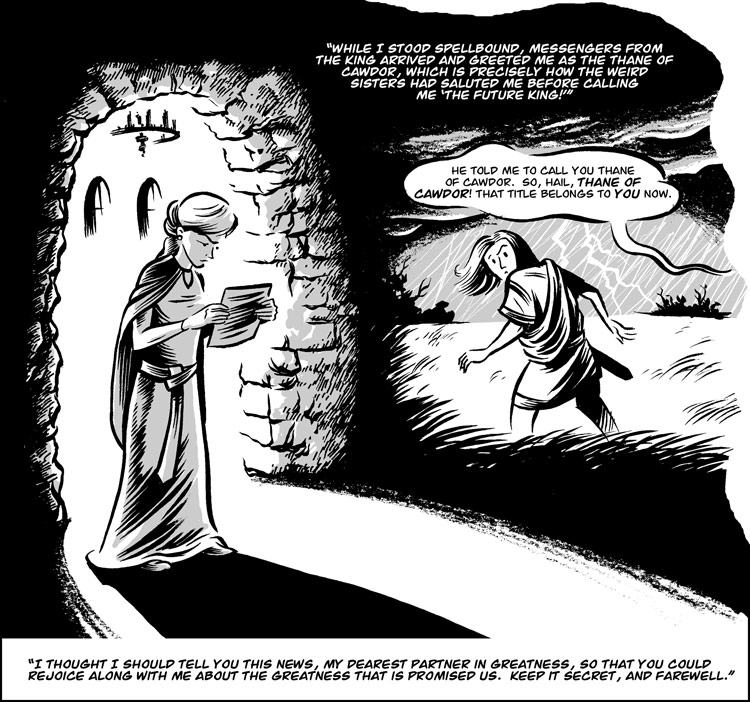 "WHILE I STOOD SPELLBOUND, MESSENGERS FROM
THE KING ARRIVED AND GREETED ME AS THE THANE OF
CAWDOR, WHICH IS PRECISELY HOW THE WEIRD
SISTERS HAD SALUTED ME BEFORE CALLING
ME 'THE FUTURE KING!'"
HE TOLD ME TO CALL YOU THANE
OF CAWDOR. SO, HAIL, THANE OF
CAWDOR! THAT TITLE BELONGS TO YOU NOW.
"I THOUGHT I SHOULD TELL YOU THIS NEWS, MY DEAREST PARTNER IN GREATNESS, SO THAT YOU COULD
REJOICE ALONG WITH ME ABOUT THE GREATNESS THAT IS PROMISED US. KEEP IT SECRET, AND FAREWELL."